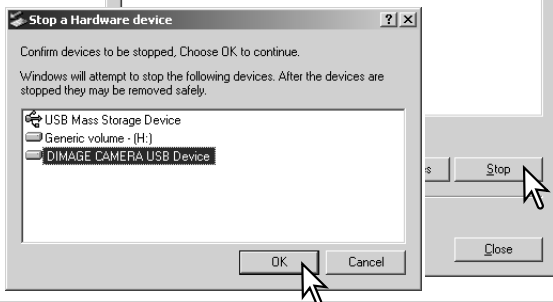 Stop a Hardware device
Confirm devices to be stopped, Choose OK to continue.
Windows will attempt to stop the following devices. After the devices are
stopped they may be removed safely.
USB Mass Storage Device
Generic volume - (H:)
DIMAGE CAMERA USB Device
OK
Cancel
Stop
Close